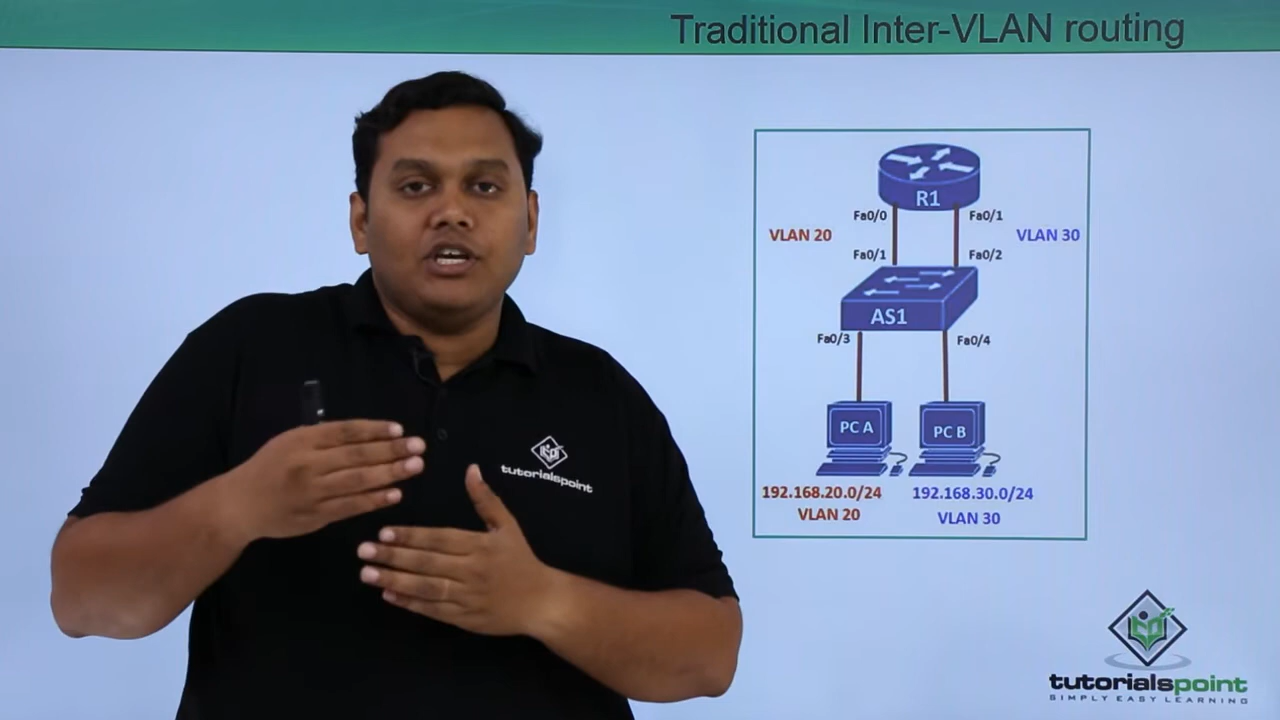 Traditional Inter-VLAN routing
R1
Fa0/0
Fa0/1
VLAN 20
VLAN 30
Fa0/1
Fa0/2
AS1
Fa0/3
Fa0/4
PC A
PC B
192.168.20.0/24
192.168.30.0/24
VLAN 20
VLAN 30
tutorialspoint
tutorialspoint
SIMPLY EASY LEARNING